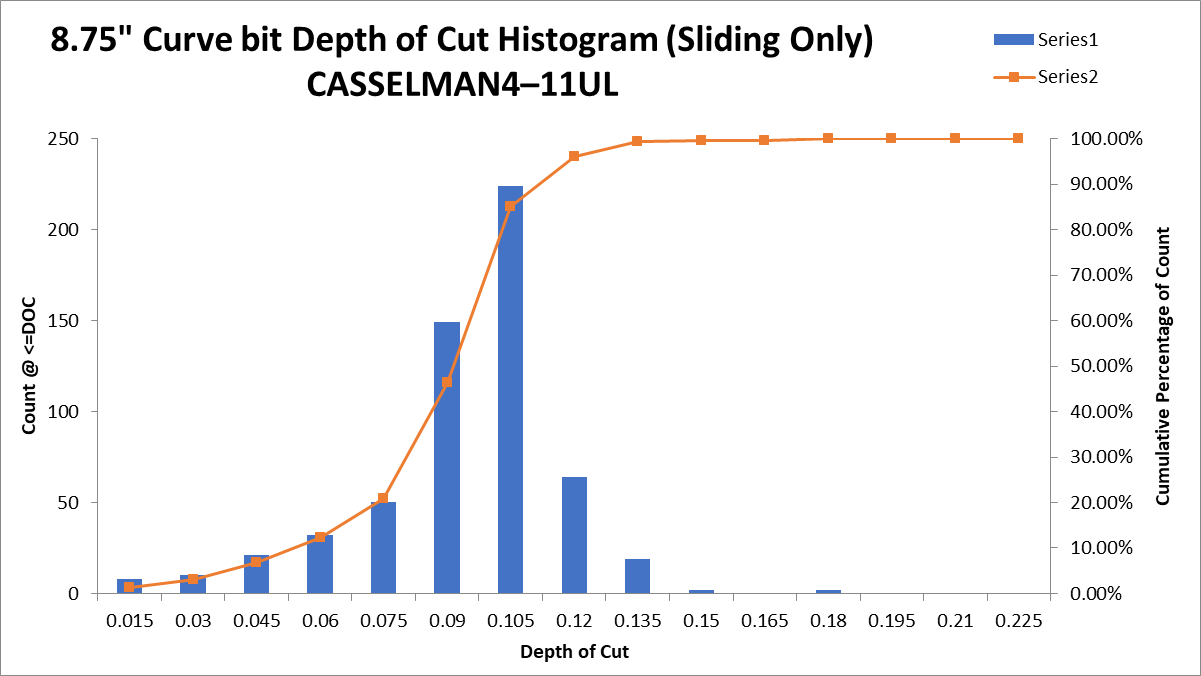 8.75" Curve bit Depth of Cut Histogram (Sliding Only)
CASSELMAN4–11UL
Series1
Series2
250
200
150
100
50
0
Count @ <=DOC
100.00%
90.00%
80.00%
70.00%
60.00%
50.00%
40.00%
30.00%
20.00%
10.00%
0.00%
Cumulative Percentage of Count
0.015 0.03 0.045 0.06 0.075 0.09 0.105 0.12 0.135 0.15 0.165 0.18 0.195 0.21 0.225
Depth of Cut